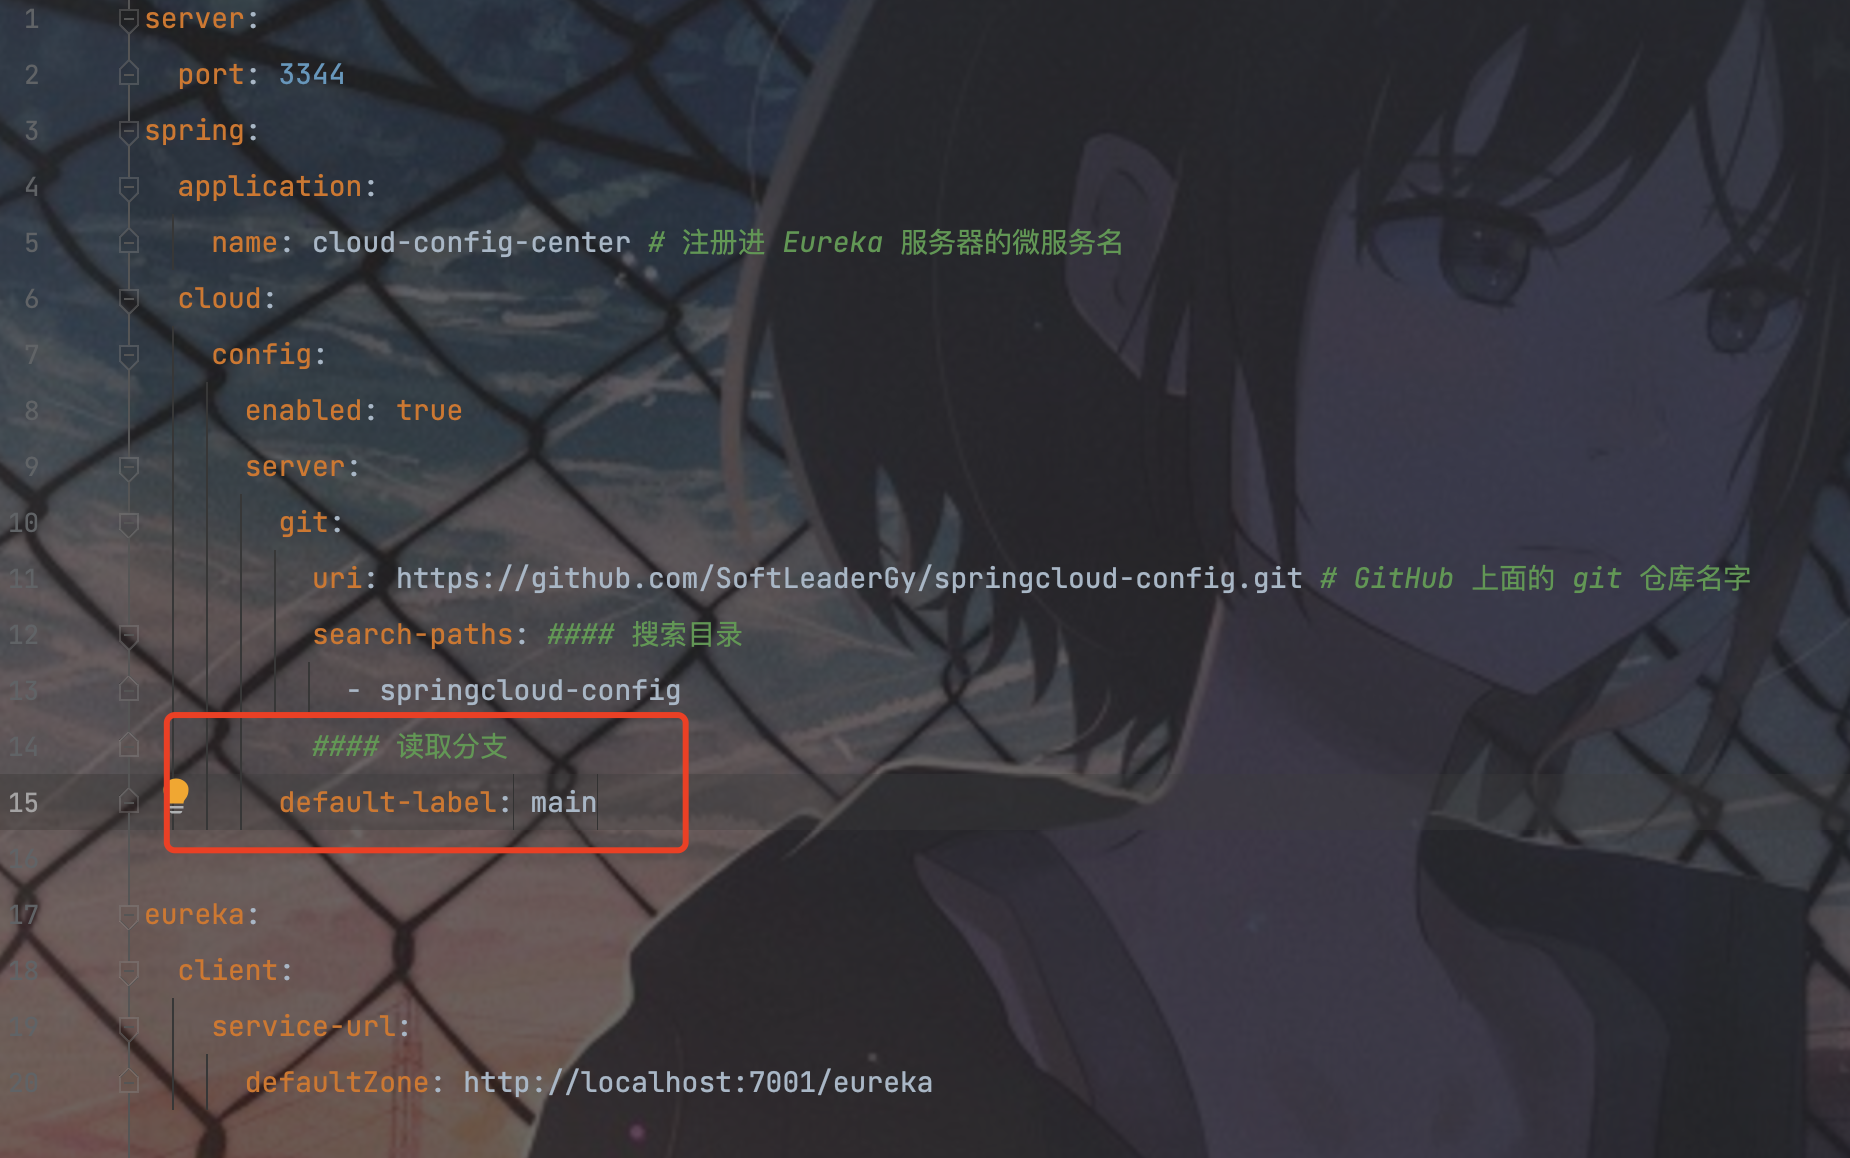 1 server:
2 port: 3344
3 spring:
4 application:
5 name: cloud-config-center # 注册进 Eureka 服务器的微服务名
6 cloud:
7 config:
8 enabled: true
9 server:
10 git:
11 uri: https://github.com/SoftLeaderGy/springcloud-config.git # GitHub 上面的 git 仓库名字
12 search-paths: #### 搜索目录
13 - springcloud-config
14 #### 读取分支
15 default-label: main
17 eureka:
18 client:
service-url:
defaultZone: http://localhost:7001/eureka